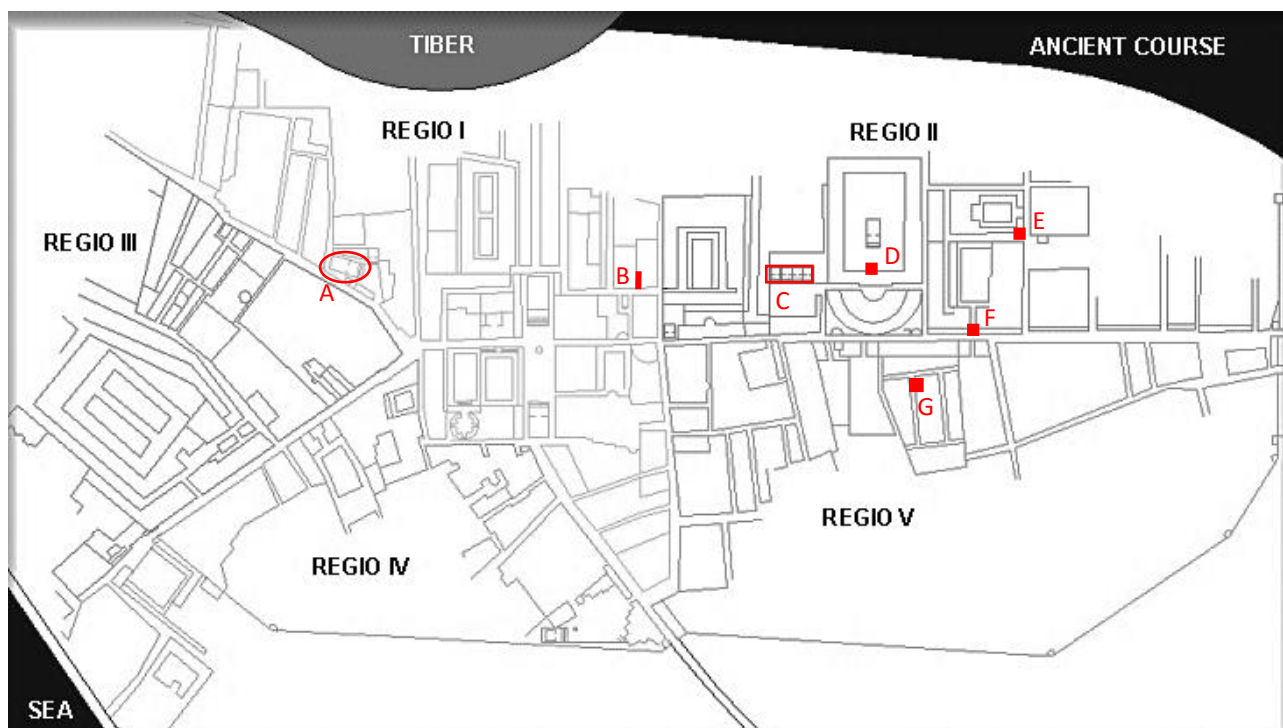 TIBER
ANCIENT COURSE
REGIO I
REGIO II
REGIO III
E
D
B
A
C
F
G
REGIO V
REGIO IV
SEA